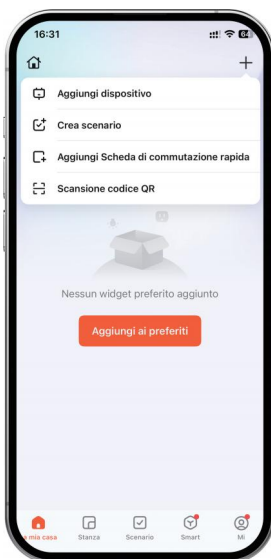 16:31
64
Aggiungi dispositivo
Crea scenario
Aggiungi Scheda di commutazione rapida
Scansione codice QR
Nessun widget preferito aggiunto
Aggiungi ai preferiti
a mia casa
Stanza
Scenario
Smart
Mi